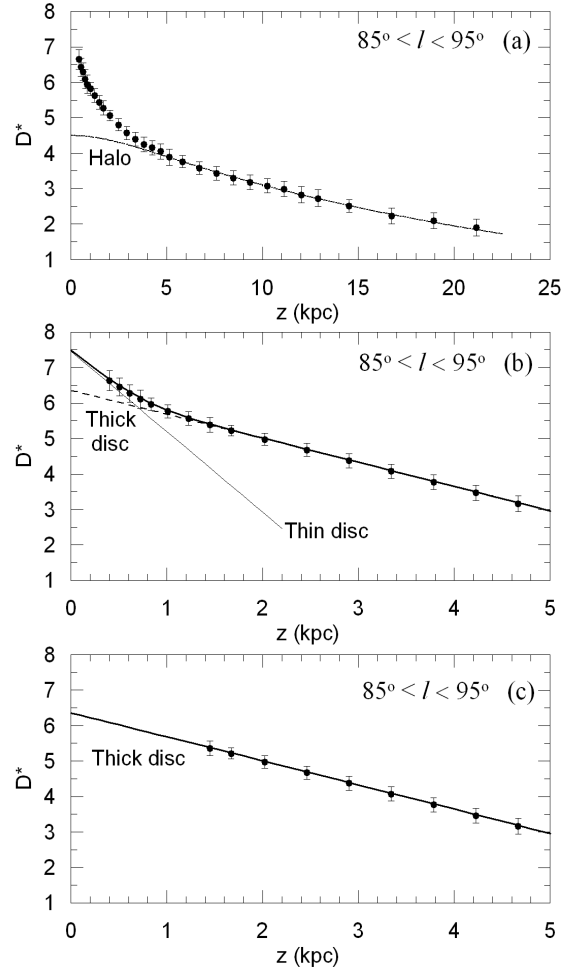 8
7
6
5
4
3
2
1
D*
85° < l < 95° (a)
Halo
0 5 10 15 20 25
z (kpc)
8
7
6
5
4
3
2
1
D*
85° < l < 95° (b)
Thick
disc
Thin disc
0 1 2 3 4 5
z (kpc)
8
7
6
5
4
3
2
1
D*
85° < l < 95° (c)
Thick disc
0 1 2 3 4 5
z (kpc)